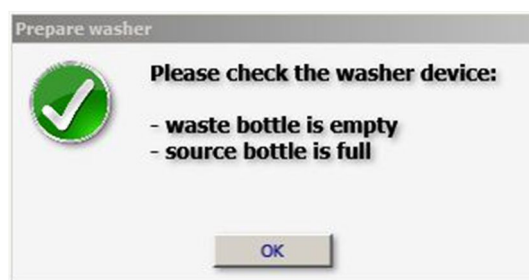 Prepare washer
Please check the washer device:
- waste bottle is empty
- source bottle is full
OK